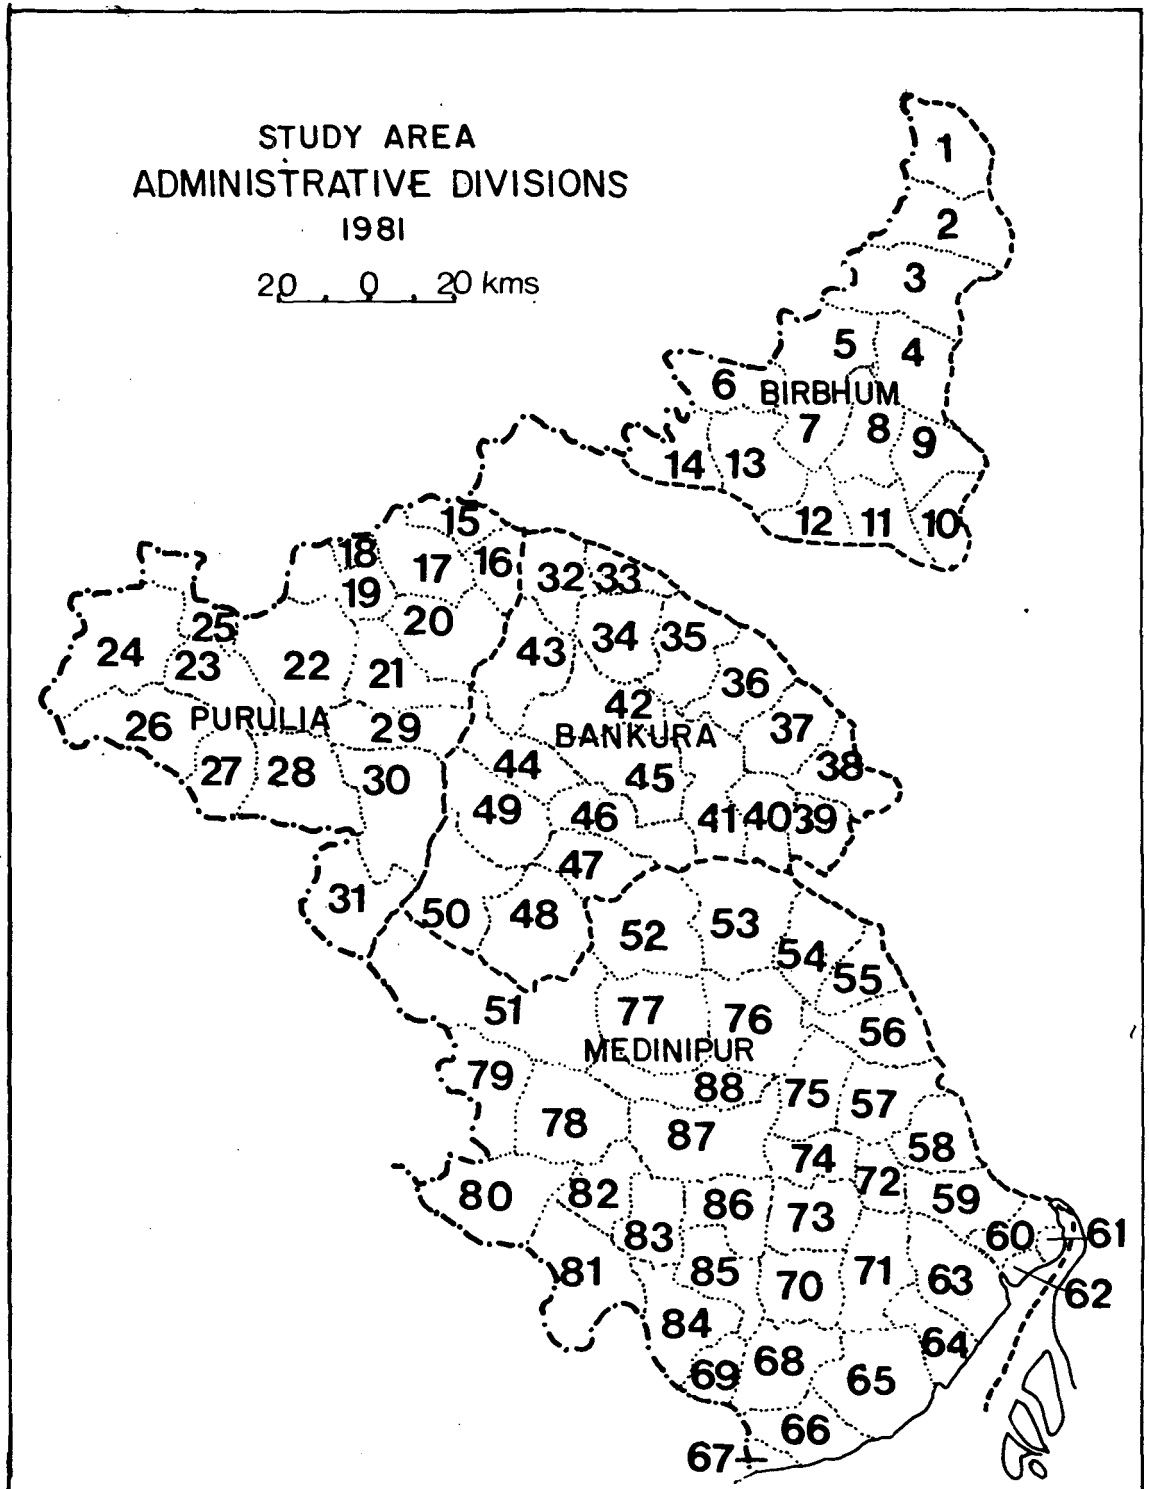 STUDY AREA
ADMINISTRATIVE DIVISIONS
1981
20 0 20 kms
1
2
3
5 4
6
BIRBHUM
7 8 9
14 13
12 11 10
15
18 17 16
19
32 33
20
25
24 23 22 21
43 34 35
36
42
26 PURULIA 29
BANKURA
37
27 28 30
44 45 38
49 46 41 40 39
47
31 50 48
52 53
54 55
51 77 76 56
MEDINIPUR
79 88 75 57
78 87 74 58
80 82 86 73 72 59
83 60 61
81 85 70 71 63
62
84 64
69 68 65
66
67